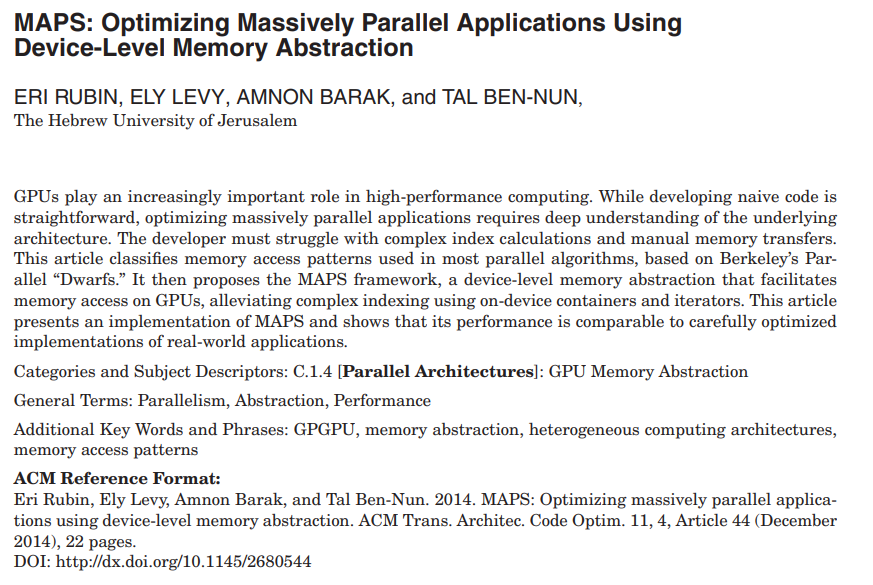 MAPS: Optimizing Massively Parallel Applications Using
Device-Level Memory Abstraction
ERI RUBIN, ELY LEVY, AMNON BARAK, and TAL BEN-NUN,
The Hebrew University of Jerusalem
GPUs play an increasingly important role in high-performance computing. While developing naive code is
straightforward, optimizing massively parallel applications requires deep understanding of the underlying
architecture. The developer must struggle with complex index calculations and manual memory transfers.
This article classifies memory access patterns used in most parallel algorithms, based on Berkeley’s Par-
allel “Dwarfs.” It then proposes the MAPS framework, a device-level memory abstraction that facilitates
memory access on GPUs, alleviating complex indexing using on-device containers and iterators. This article
presents an implementation of MAPS and shows that its performance is comparable to carefully optimized
implementations of real-world applications.
Categories and Subject Descriptors: C.1.4 [Parallel Architectures]: GPU Memory Abstraction
General Terms: Parallelism, Abstraction, Performance
Additional Key Words and Phrases: GPGPU, memory abstraction, heterogeneous computing architectures,
memory access patterns
ACM Reference Format:
Eri Rubin, Ely Levy, Amnon Barak, and Tal Ben-Nun. 2014. MAPS: Optimizing massively parallel applica-
tions using device-level memory abstraction. ACM Trans. Architec. Code Optim. 11, 4, Article 44 (December
2014), 22 pages.
DOI: http://dx.doi.org/10.1145/2680544